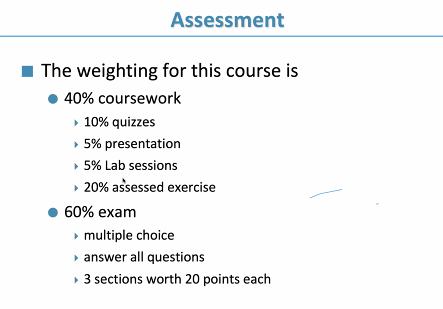 Assessment
The weighting for this course is
40% coursework
10% quizzes
5% presentation
5% Lab sessions
20% assessed exercise
60% exam
multiple choice
answer all questions
3 sections worth 20 points each